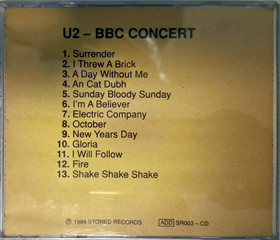 U2 – BBC CONCERT
1. Surrender
2. I Threw A Brick
3. A Day Without Me
4. An Cat Dubh
5. Sunday Bloody Sunday
6. I'm A Believer
7. Electric Company
8. October
9. New Years Day
10. Gloria
11. I Will Follow
12. Fire
13. Shake Shake Shake
℗ 1989 STONED RECORDS
ADD SR003 – CD